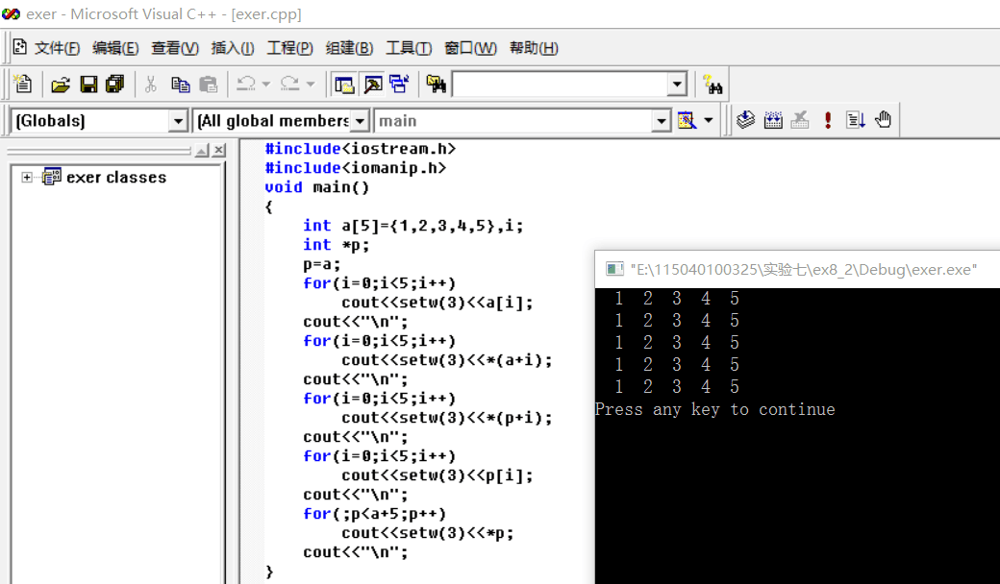 exer - Microsoft Visual C++ - [exer.cpp]
文件(F) 编辑(E) 查看(V) 插入(I) 工程(P) 组建(B) 工具(T) 窗口(W) 帮助(H)
(Globals) (All global members main
exer classes
#include<iostream.h>
#include<iomanip.h>
void main()
{
int a[5]={1,2,3,4,5},i;
int *p;
p=a;
for(i=0;i<5;i++)
cout<<setw(3)<<a[i];
cout<<"\n";
for(i=0;i<5;i++)
cout<<setw(3)<<*(a+i);
cout<<"\n";
for(i=0;i<5;i++)
cout<<setw(3)<<*(p+i);
cout<<"\n";
for(i=0;i<5;i++)
cout<<setw(3)<<p[i];
cout<<"\n";
for(;p<a+5;p++)
cout<<setw(3)<<*p;
cout<<"\n";
}
"E:\115040100325\实验七\ex8_2\Debug\exer.exe"
1 2 3 4 5
1 2 3 4 5
1 2 3 4 5
1 2 3 4 5
1 2 3 4 5
Press any key to continue